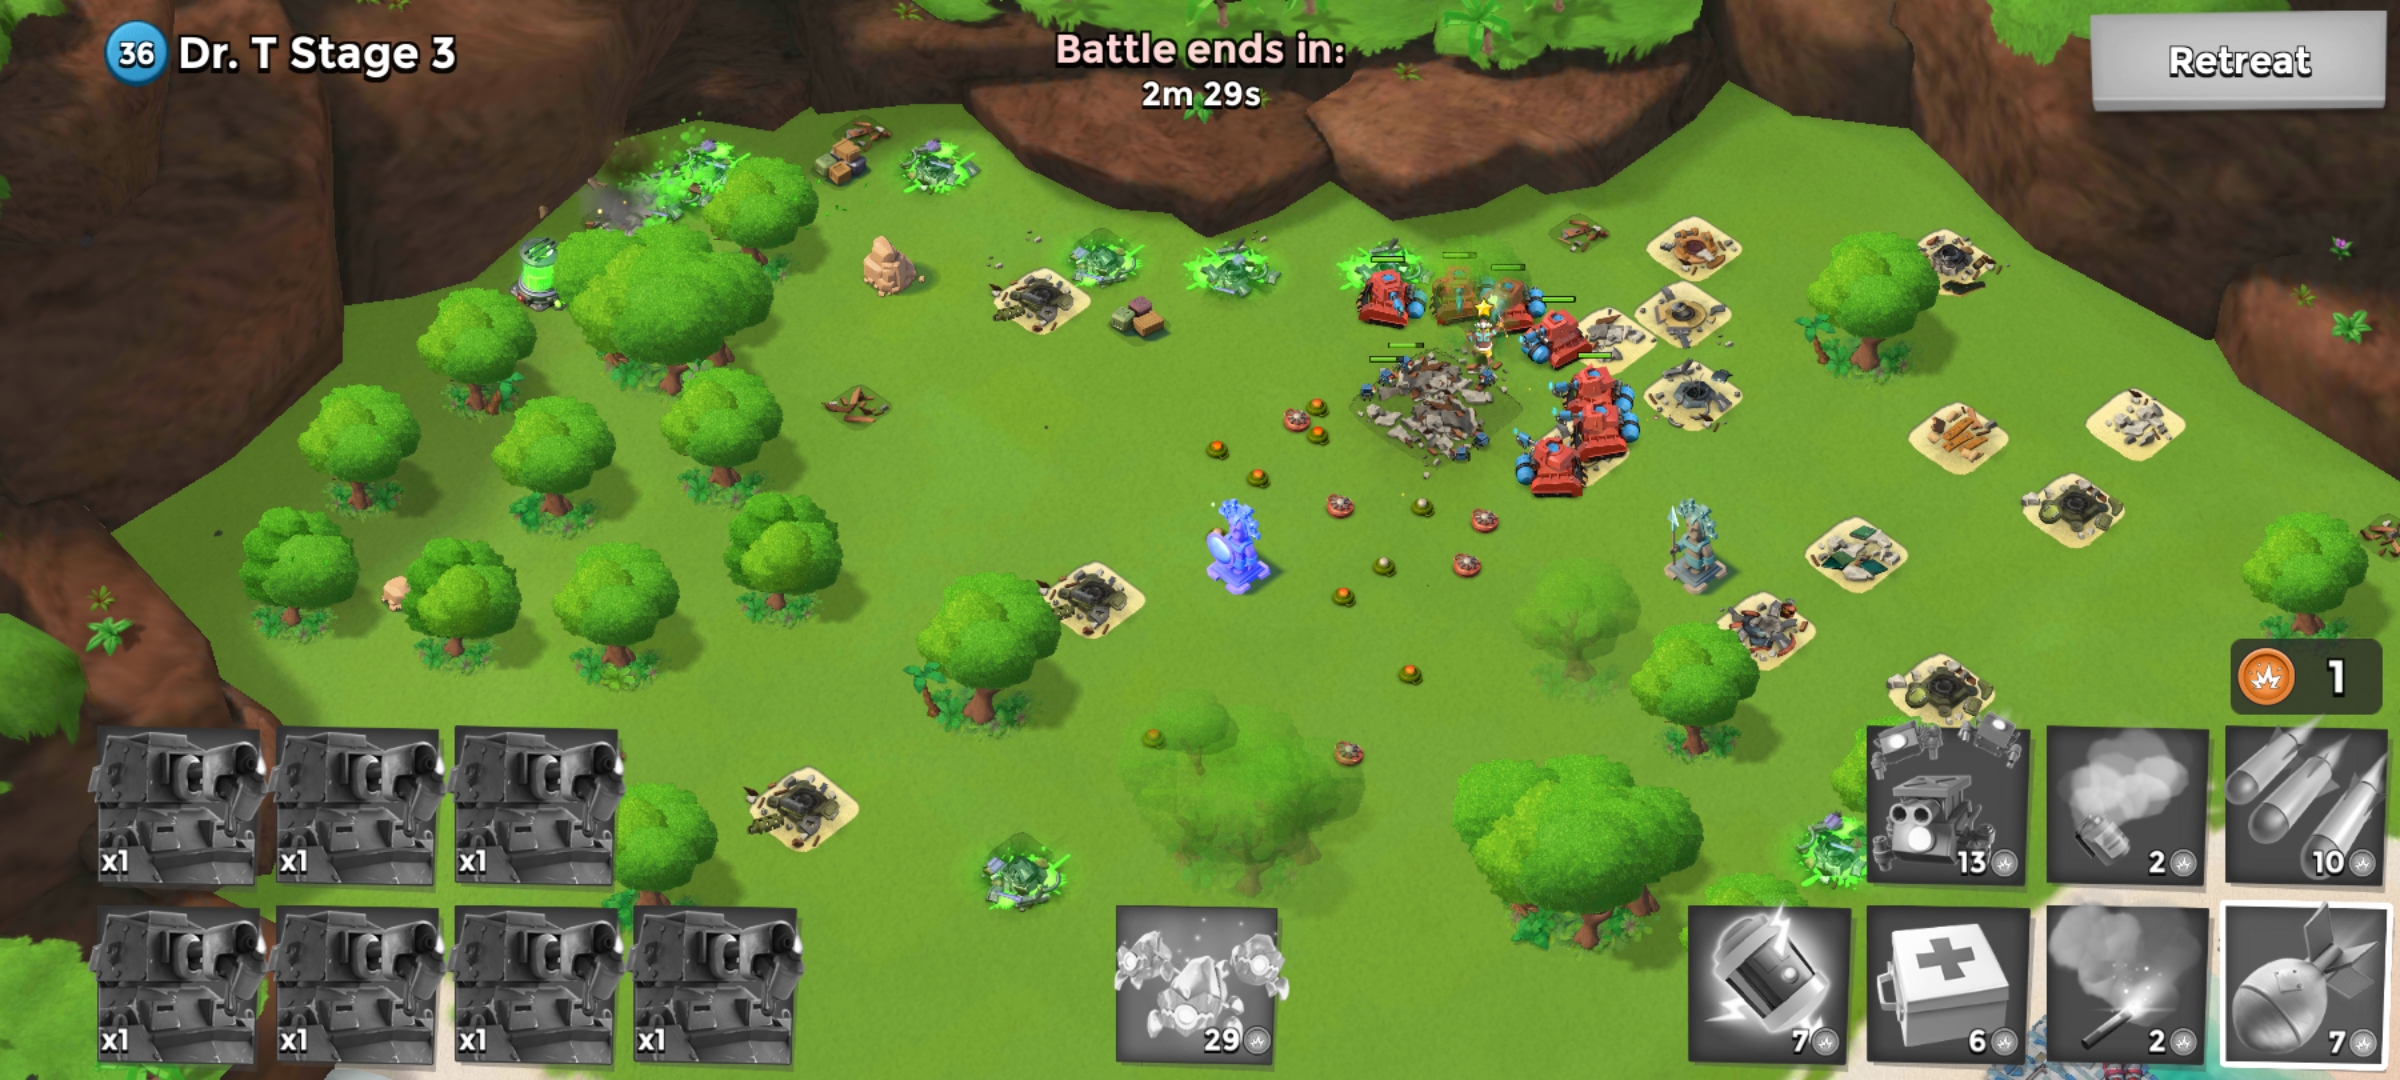 36 Dr. T Stage 3
Battle ends in:
2m 29s
Retreat
1
x1
x1
x1
13
2
10
x1
x1
x1
x1
29
7
6
2
7